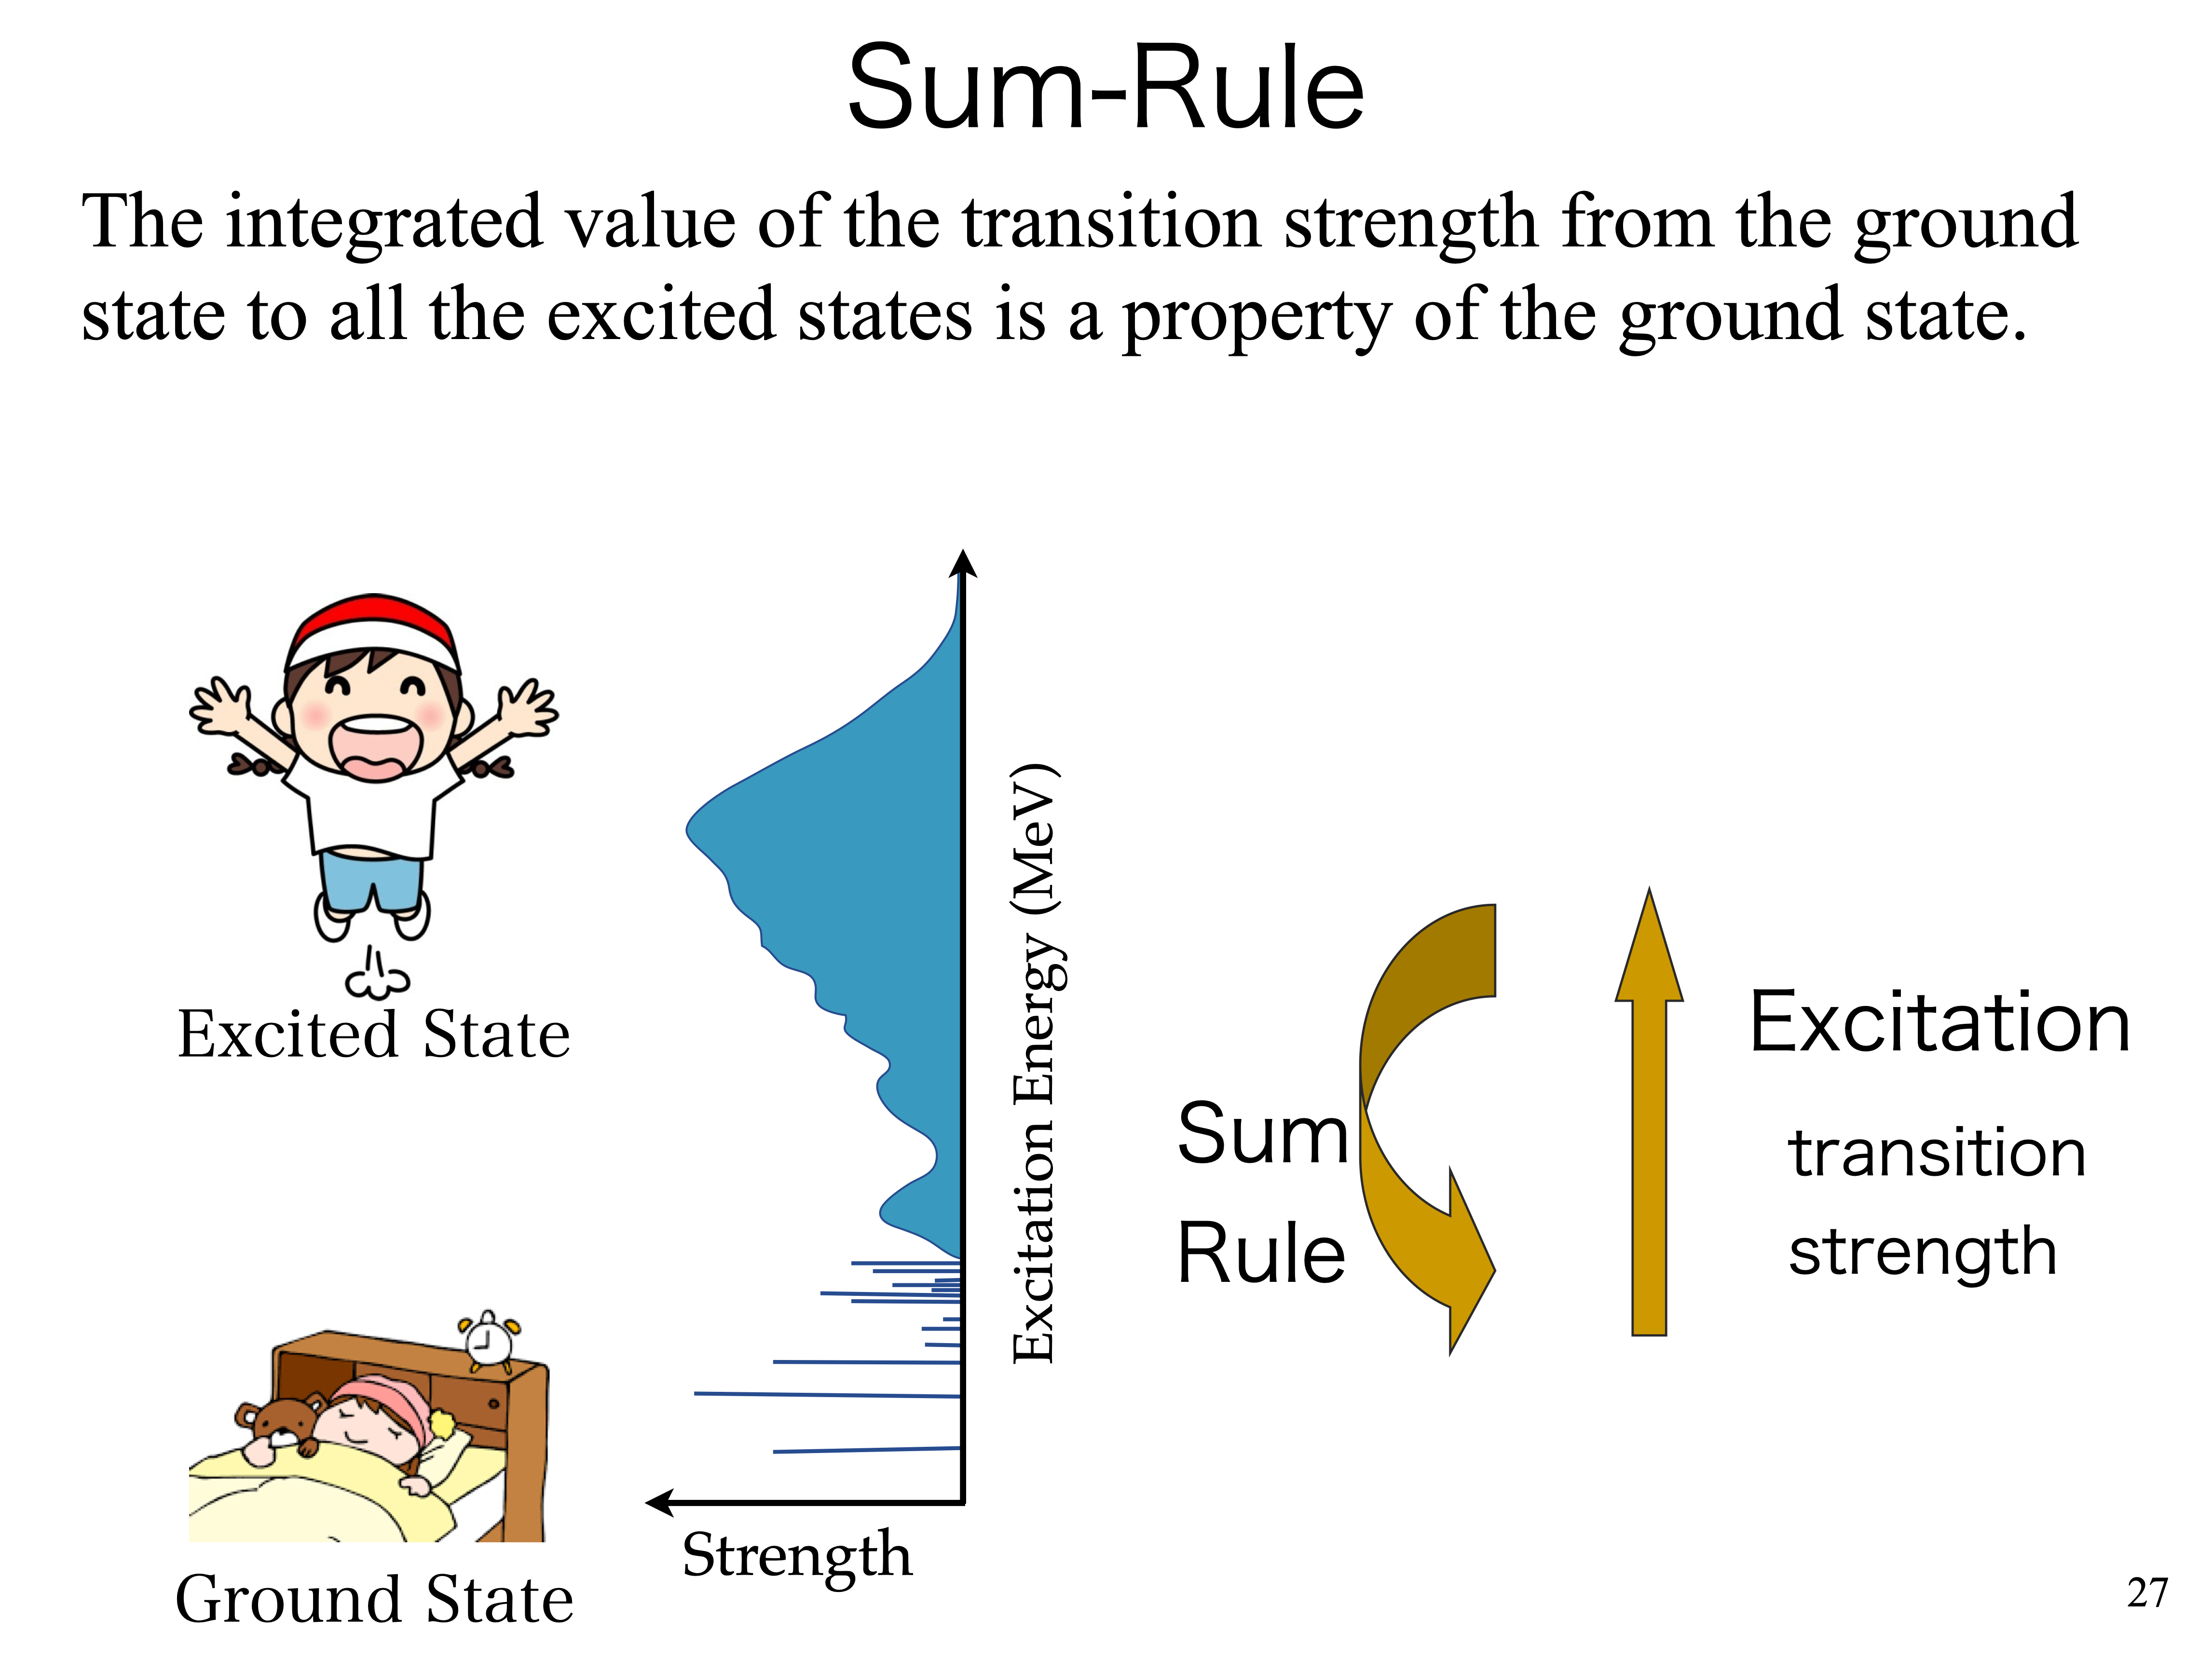 Sum-Rule
The integrated value of the transition strength from the ground
state to all the excited states is a property of the ground state.
Excited State
Ground State
Strength
Excitation Energy (MeV)
Sum
Rule
Excitation
transition
strength
27